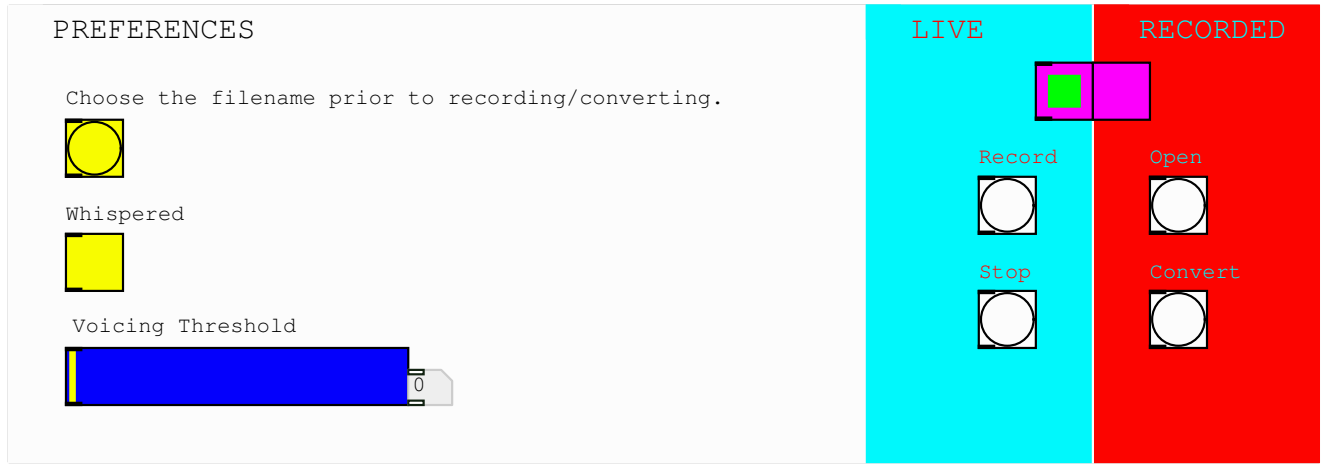 PREFERENCES
LIVE
RECORDED
Choose the filename prior to recording/converting.
Record
Open
Whispered
Stop
Convert
Voicing Threshold
0